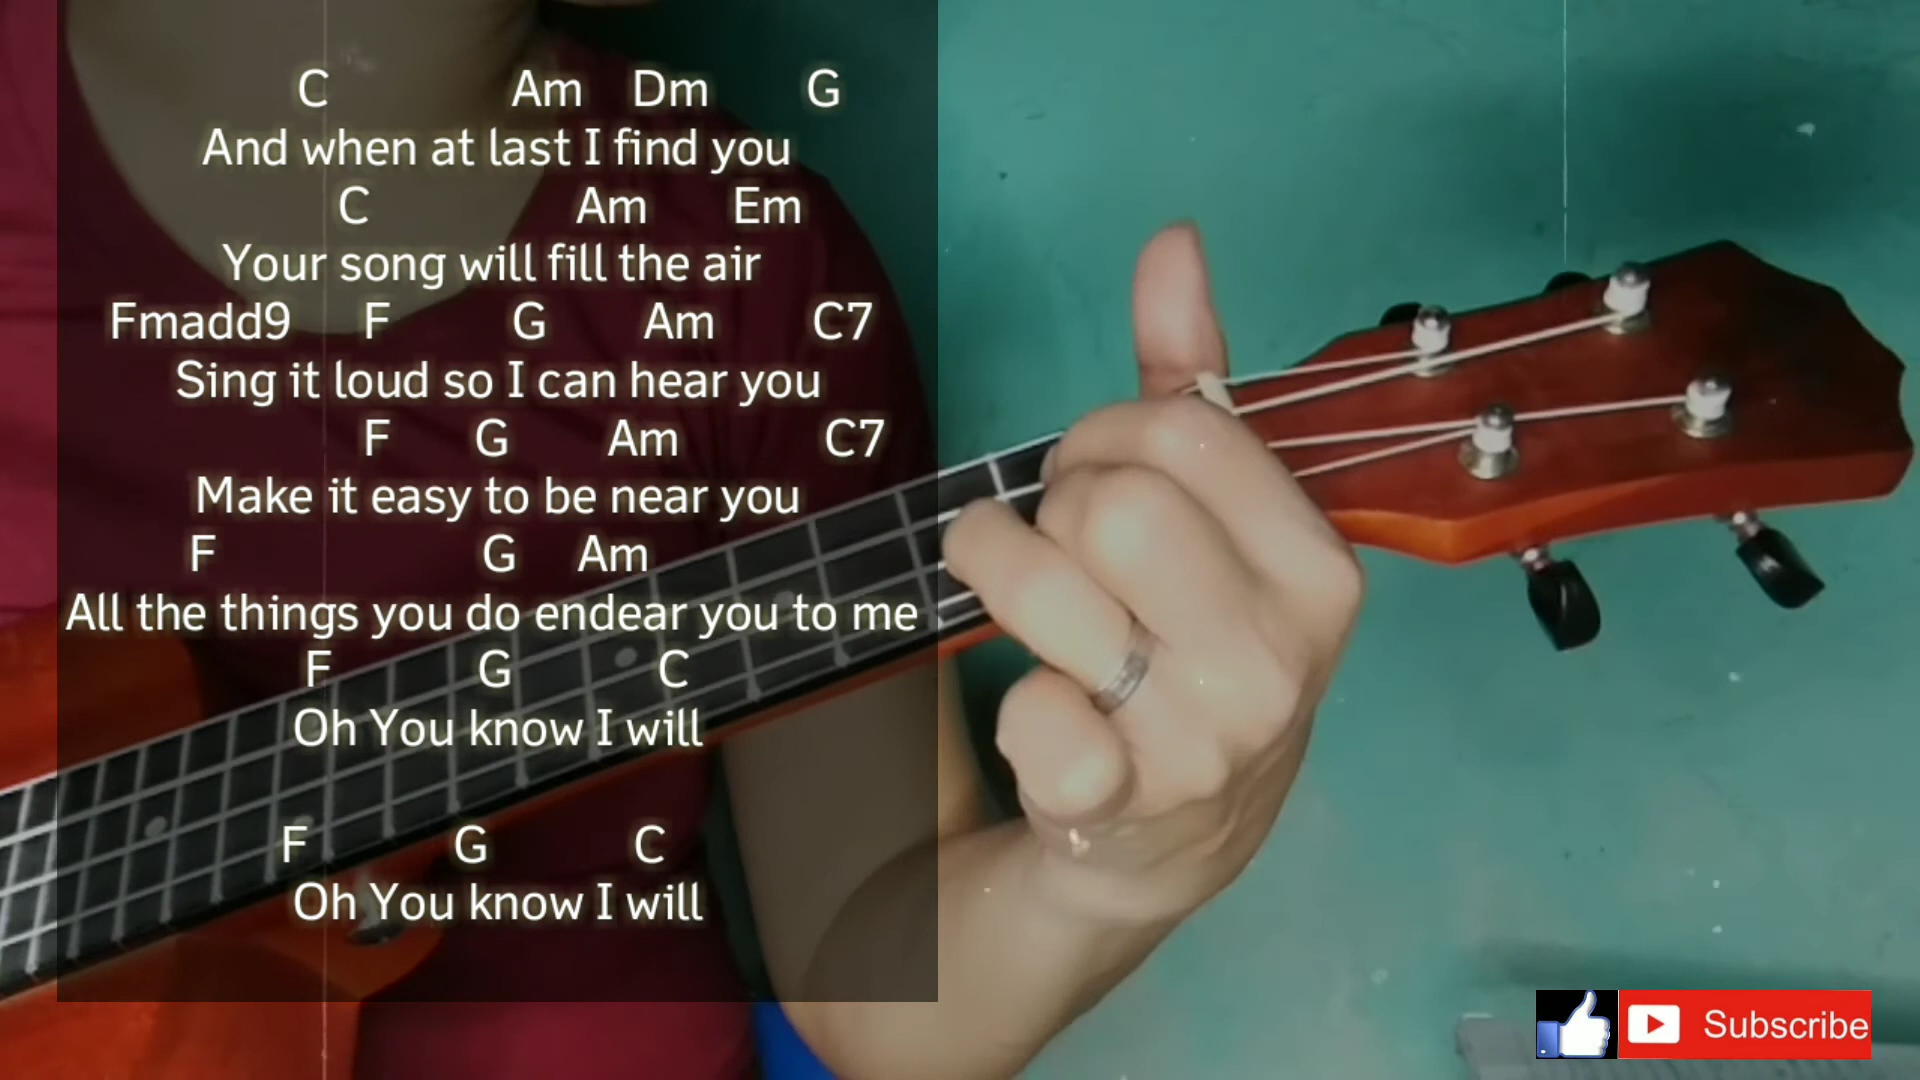 C Am Dm G
And when at last I find you
C Am Em
Your song will fill the air
Fmadd9 F G Am C7
Sing it loud so I can hear you
F G Am C7
Make it easy to be near you
F G Am
All the things you do endear you to me
F G C
Oh You know I will
F G C
Oh You know I will
Subscribe